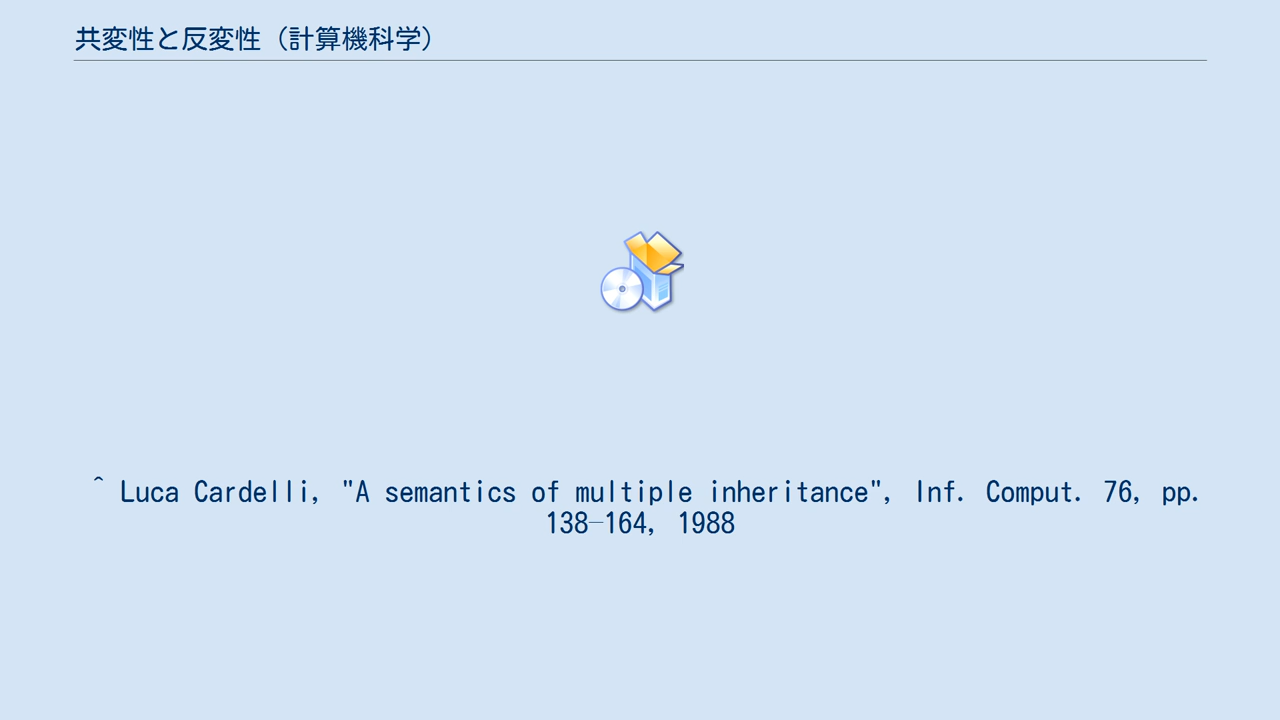 共変性と反変性（計算機科学）
^ Luca Cardelli, "A semantics of multiple inheritance", Inf. Comput. 76, pp.
138–164, 1988